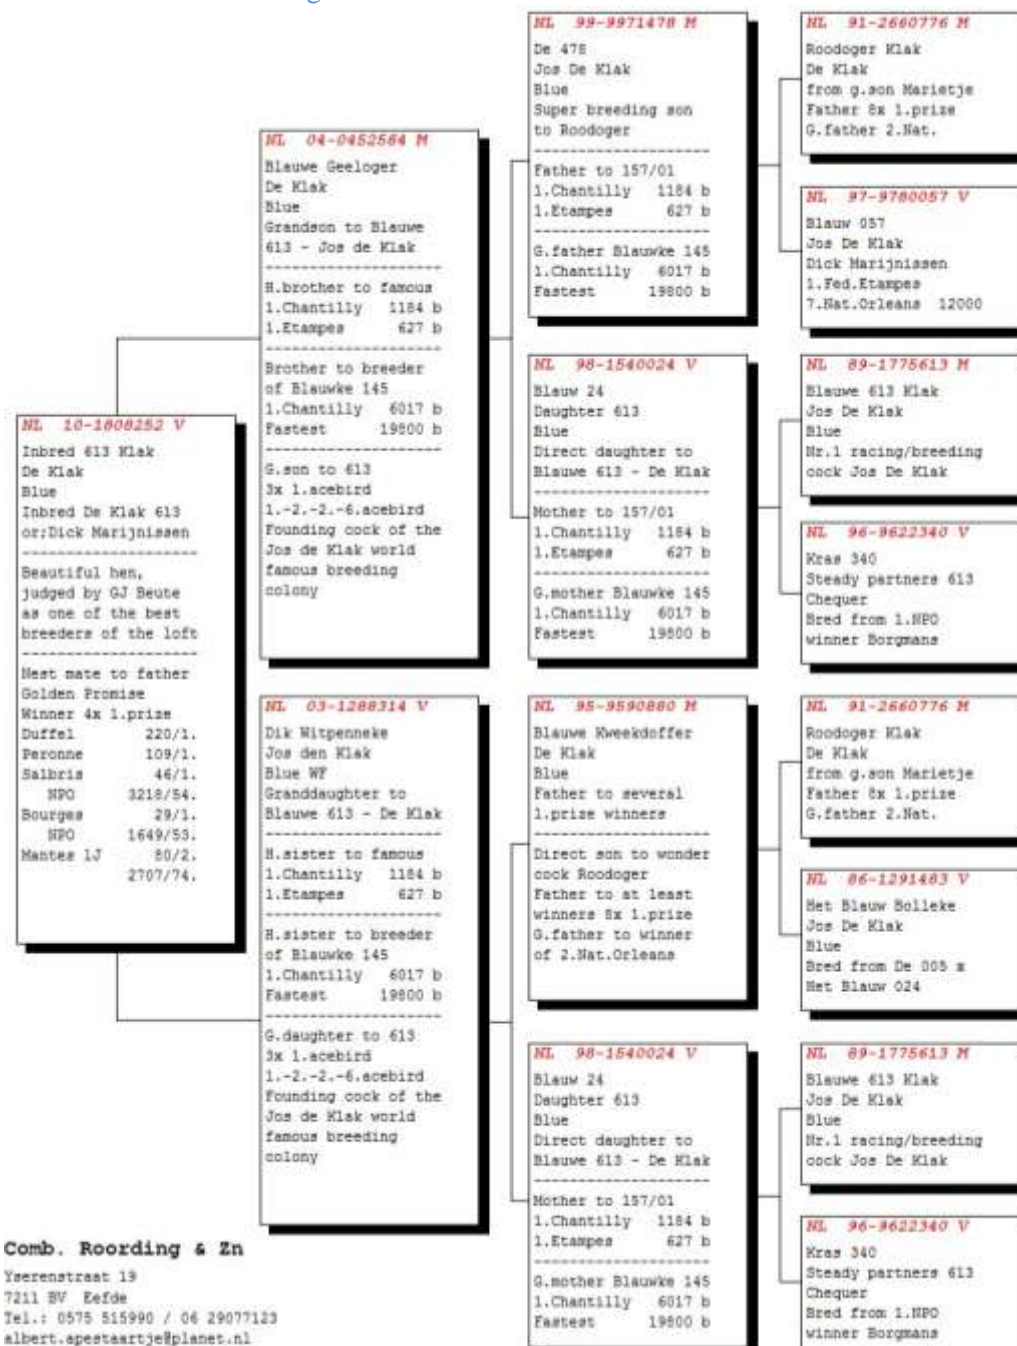 NL 10-1808252 V
Inbred 613 Klak
De Klak
Blue
Inbred De Klak 613
or;Dick Marijnissen
Beautiful hen,
judged by GJ Beute
as one of the best
breeders of the loft
Nest mate to father
Golden Promise
Winner 4x 1.prize
Duffel 220/1.
Peronne 109/1.
Salbris 46/1.
NPO 3218/54.
Bourges 29/1.
NPO 1649/53.
Mantes 1J 80/2.
2707/74.
NL 04-0452564 M
Blauwe Geeloger
De Klak
Blue
Grandson to Blauwe
613 - Jos de Klak
H.brother to famous
1.Chantilly 1184 b
1.Etampes 627 b
Brother to breeder
of Blauwke 145
1.Chantilly 6017 b
Fastest 19800 b
G.son to 613
3x 1.acebird
1.-2.-2.-6.acebird
Founding cock of the
Jos de Klak world
famous breeding
colony
NL 03-1288314 V
Dik Witpenneke
Jos den Klak
Blue WF
Granddaughter to
Blauwe 613 - De Klak
H.sister to famous
1.Chantilly 1184 b
1.Etampes 627 b
H.sister to breeder
of Blauwke 145
1.Chantilly 6017 b
Fastest 19800 b
G.daughter to 613
3x 1.acebird
1.-2.-2.-6.acebird
Founding cock of the
Jos de Klak world
famous breeding
colony
NL 99-9971478 M
De 478
Jos De Klak
Blue
Super breeding son
to Roodoger
Father to 157/01
1.Chantilly 1184 b
1.Etampes 627 b
G.father Blauwke 145
1.Chantilly 6017 b
Fastest 19800 b
NL 98-1540024 V
Blauw 24
Daughter 613
Blue
Direct daughter to
Blauwe 613 - De Klak
Mother to 157/01
1.Chantilly 1184 b
1.Etampes 627 b
G.mother Blauwke 145
1.Chantilly 6017 b
Fastest 19800 b
NL 95-9590880 M
Blauwe Kweekdoffer
De Klak
Blue
Father to several
1.prize winners
Direct son to wonder
cock Roodoger
Father to at least
winners 8x 1.prize
G.father to winner
of 2.Nat.Orleans
NL 98-1540024 V
Blauw 24
Daughter 613
Blue
Direct daughter to
Blauwe 613 - De Klak
Mother to 157/01
1.Chantilly 1184 b
1.Etampes 627 b
G.mother Blauwke 145
1.Chantilly 6017 b
Fastest 19800 b
NL 91-2660776 M
Roodoger Klak
De Klak
from g.son Marietje
Father 8x 1.prize
G.father 2.Nat.
NL 97-9780057 V
Blauw 057
Jos De Klak
Dick Marijnissen
1.Fed.Etampes
7.Nat.Orleans 12000
NL 89-1775613 M
Blauwe 613 Klak
Jos De Klak
Blue
Nr.1 racing/breeding
cock Jos De Klak
NL 96-9622340 V
Kras 340
Steady partners 613
Chequer
Bred from 1.NPO
winner Borgmans
NL 91-2660776 M
Roodoger Klak
De Klak
from g.son Marietje
Father 8x 1.prize
G.father 2.Nat.
NL 86-1291483 V
Het Blauw Bolleke
Jos De Klak
Blue
Bred from De 005 x
Het Blauw 024
NL 89-1775613 M
Blauwe 613 Klak
Jos De Klak
Blue
Nr.1 racing/breeding
cock Jos De Klak
NL 96-9622340 V
Kras 340
Steady partners 613
Chequer
Bred from 1.NPO
winner Borgmans
Comb. Roording & Zn
Yserenstraat 19
7211 BV Eefde
Tel.: 0575 515990 / 06 29077123
albert.apestaartje@planet.nl